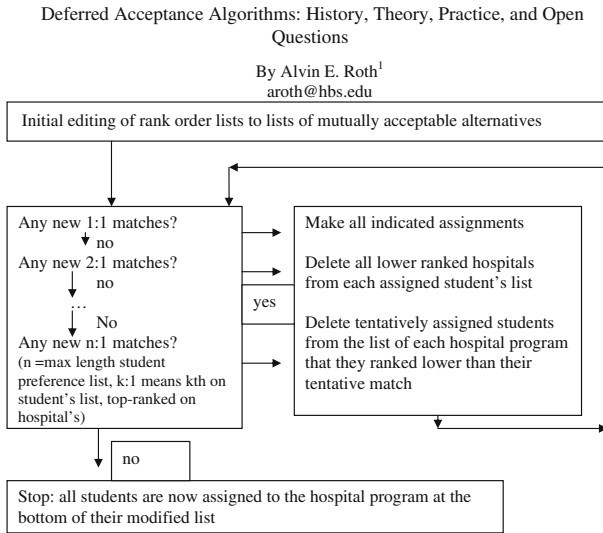 Deferred Acceptance Algorithms: History, Theory, Practice, and Open
Questions
By Alvin E. Roth1
aroth@hbs.edu
Initial editing of rank order lists to lists of mutually acceptable alternatives
Any new 1:1 matches?
no
Any new 2:1 matches?
no
…
No
Any new n:1 matches?
(n =max length student
preference list, k:1 means kth on
student's list, top-ranked on
hospital's)
yes
Make all indicated assignments
Delete all lower ranked hospitals
from each assigned student's list
Delete tentatively assigned students
from the list of each hospital program
that they ranked lower than their
tentative match
no
Stop: all students are now assigned to the hospital program at the
bottom of their modified list